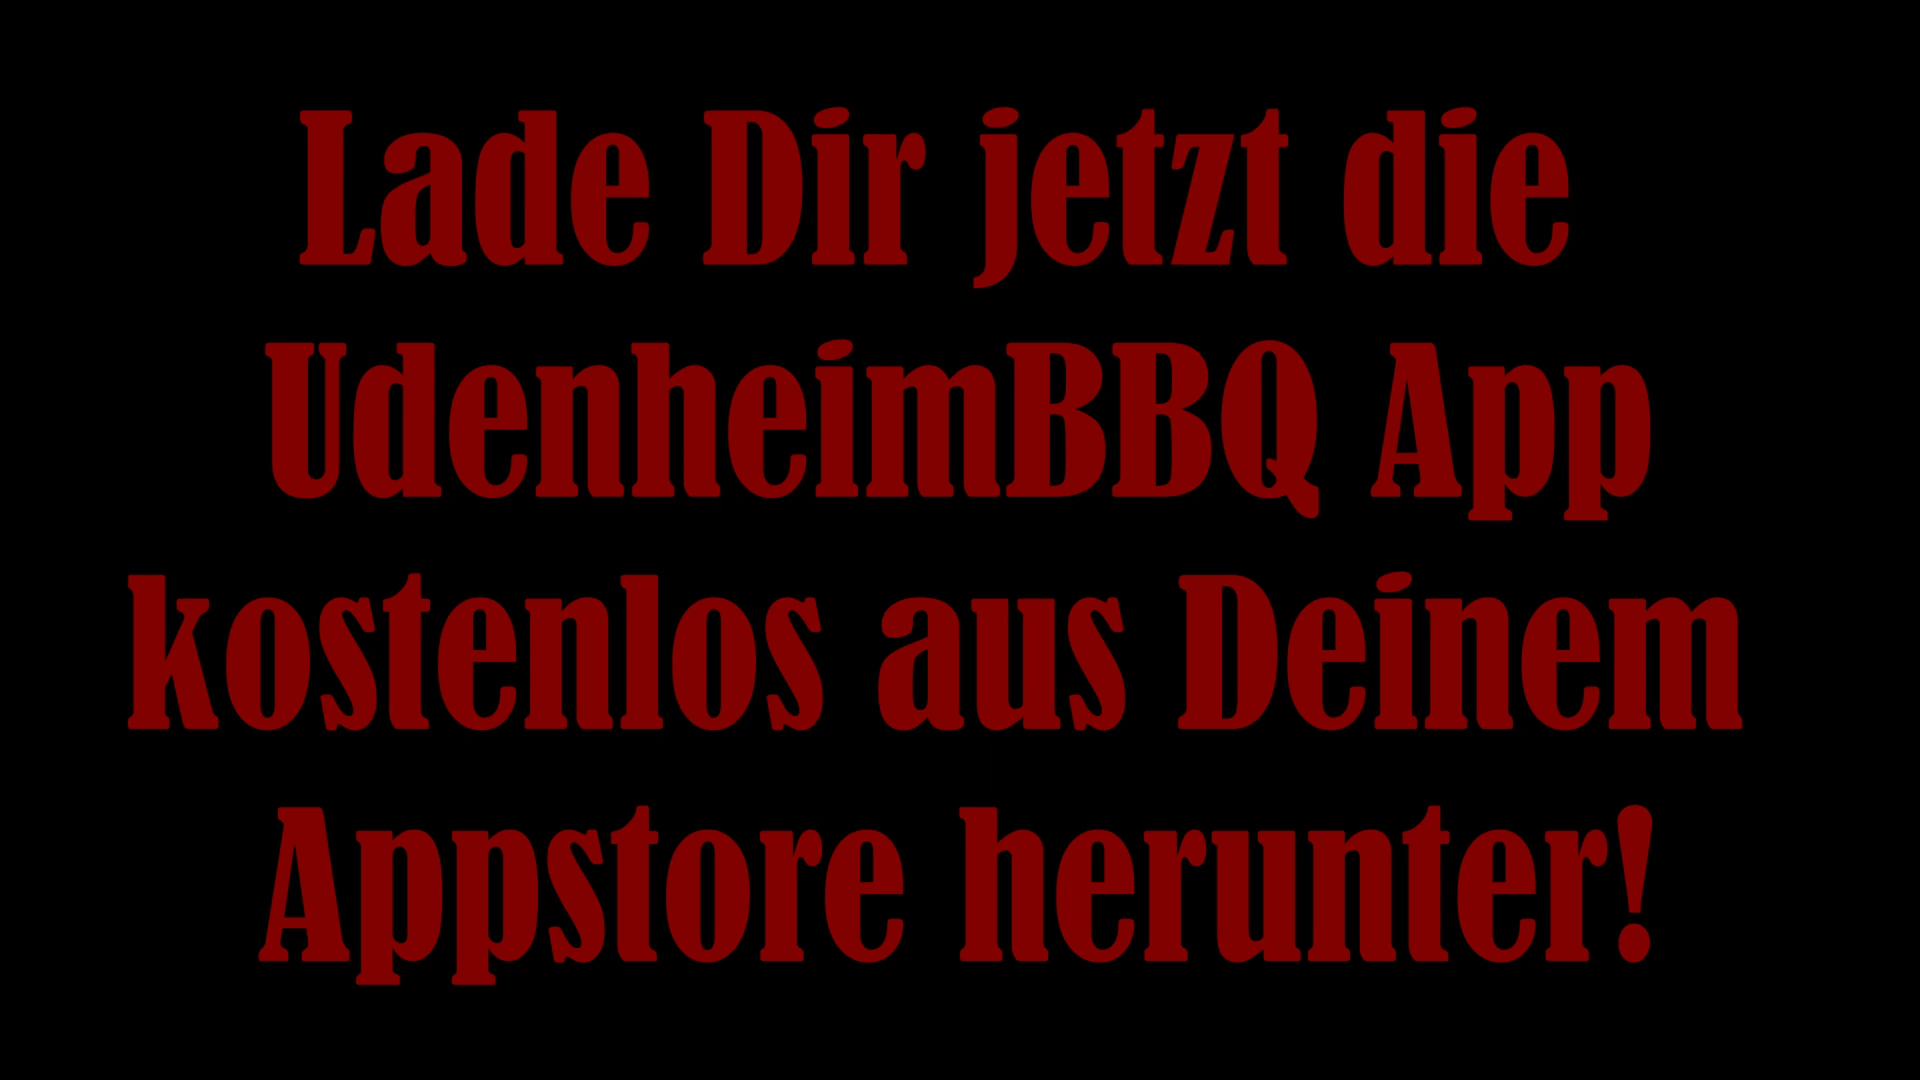 Lade Dir jetzt die
UdenheimBBQ App
kostenlos aus Deinem
Appstore herunter!